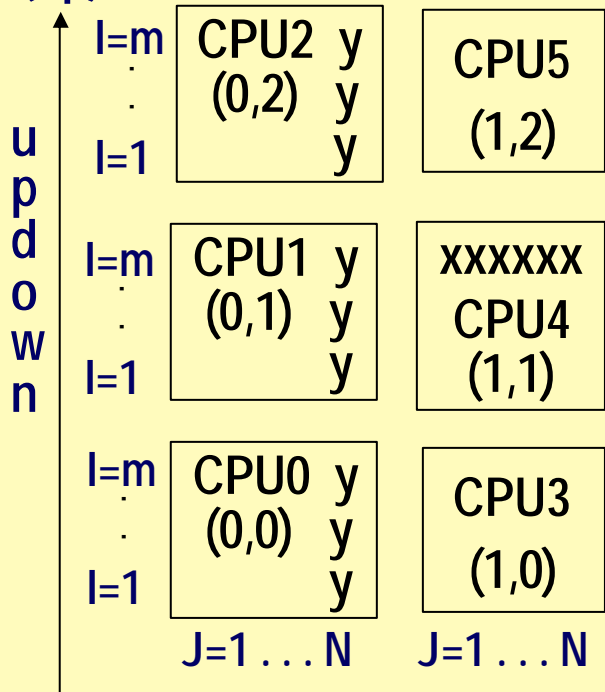 updown
I=m CPU2 y CPU5
. (0,2) y (1,2)
.
I=1 y
I=m CPU1 y xxxxxx
. (0,1) y CPU4
.
I=1 y (1,1)
I=m CPU0 y CPU3
. (0,0) y
.
I=1 y (1,0)
J=1...N J=1...N